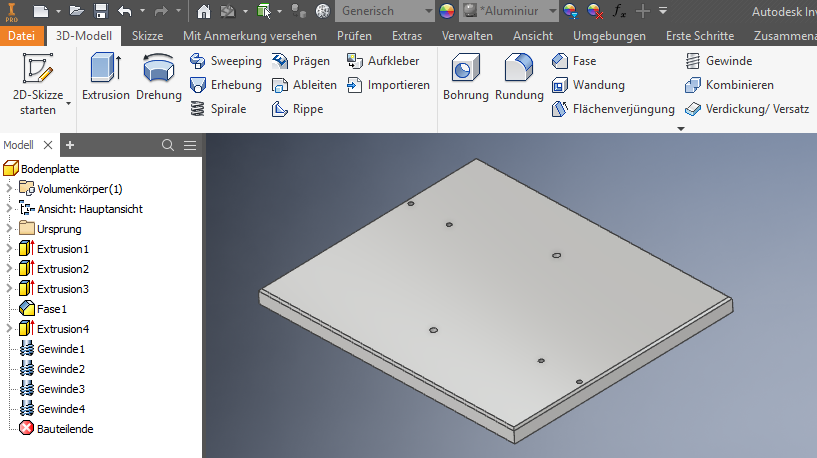 PRO
Generisch
*Aluminiur
fx
Autodesk Inv
Datei 3D-Modell Skizze Mit Anmerkung versehen Prüfen Extras Verwalten Ansicht Umgebungen Erste Schritte Zusammena
2D-Skizze
starten
Extrusion
Drehung
Sweeping
Erhebung
Spirale
Prägen
Ableiten
Rippe
Aufkleber
Importieren
Bohrung
Rundung
Fase
Wandung
Flächenverjüngung
Gewinde
Kombinieren
Verdickung/ Versatz
Modell
Bodenplatte
Volumenkörper(1)
Ansicht: Hauptansicht
Ursprung
Extrusion1
Extrusion2
Extrusion3
Fase1
Extrusion4
Gewinde1
Gewinde2
Gewinde3
Gewinde4
Bauteilende